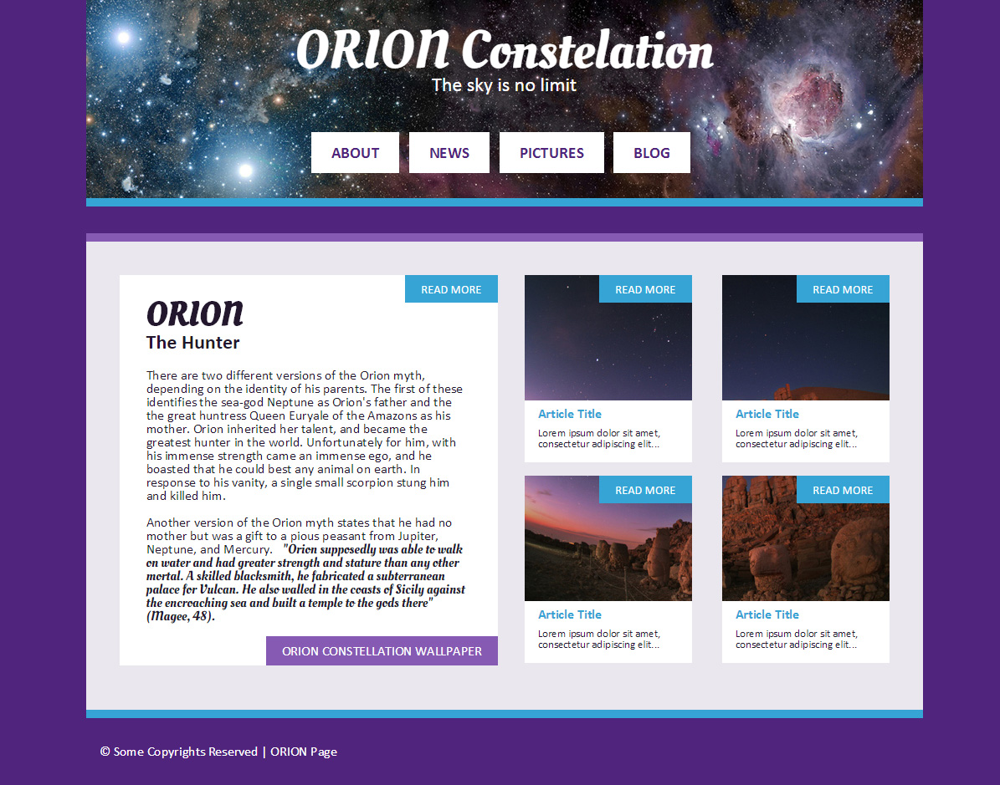 ORION Constelation
The sky is no limit
ABOUT NEWS PICTURES BLOG
READ MORE
ORION
The Hunter
There are two different versions of the Orion myth,
depending on the identity of his parents. The first of these
identifies the sea-god Neptune as Orion's father and the
the great huntress Queen Euryale of the Amazons as his
mother. Orion inherited her talent, and became the
greatest hunter in the world. Unfortunately for him, with
his immense strength came an immense ego, and he
boasted that he could best any animal on earth. In
response to his vanity, a single small scorpion stung him
and killed him.
Another version of the Orion myth states that he had no
mother but was a gift to a pious peasant from Jupiter,
Neptune, and Mercury. "Orion supposedly was able to walk
on water and had greater strength and stature than any other
mortal. A skilled blacksmith, he fabricated a subterranean
palace for Vulcan. He also walled in the coasts of Sicily against
the encroaching sea and built a temple to the gods there"
(Magee, 48).
ORION CONSTELLATION WALLPAPER
READ MORE
Article Title
Lorem ipsum dolor sit amet,
consectetur adipiscing elit...
READ MORE
Article Title
Lorem ipsum dolor sit amet,
consectetur adipiscing elit...
READ MORE
Article Title
Lorem ipsum dolor sit amet,
consectetur adipiscing elit...
READ MORE
Article Title
Lorem ipsum dolor sit amet,
consectetur adipiscing elit...
© Some Copyrights Reserved | ORION Page